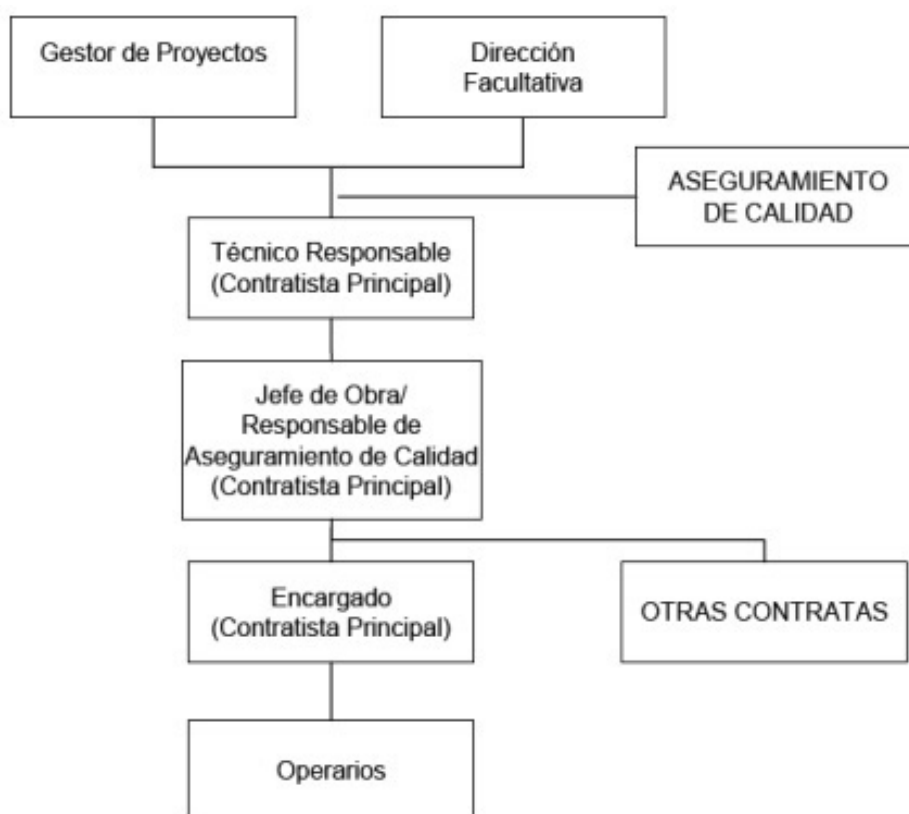 Gestor de Proyectos
Dirección
Facultativa
ASEGURAMIENTO
DE CALIDAD
Técnico Responsable
(Contratista Principal)
Jefe de Obra/
Responsable de
Aseguramiento de Calidad
(Contratista Principal)
Encargado
(Contratista Principal)
OTRAS CONTRATAS
Operarios